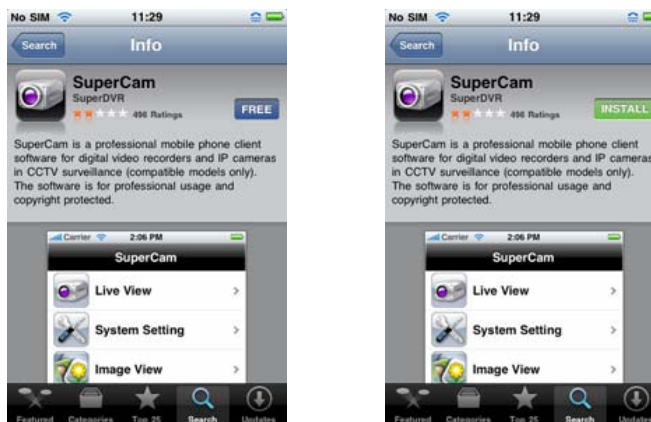 No SIM 11:29
Search Info
SuperCam
SuperDVR
496 Ratings
FREE
SuperCam is a professional mobile phone client
software for digital video recorders and IP cameras
in CCTV surveillance (compatible models only).
The software is for professional usage and
copyright protected.
Carrier 2:06 PM
SuperCam
Live View
System Setting
Image View
Featured Categories Top 25 Search Updates
No SIM 11:29
Search Info
SuperCam
SuperDVR
496 Ratings
INSTALL
SuperCam is a professional mobile phone client
software for digital video recorders and IP cameras
in CCTV surveillance (compatible models only).
The software is for professional usage and
copyright protected.
Carrier 2:06 PM
SuperCam
Live View
System Setting
Image View
Featured Categories Top 25 Search Updates